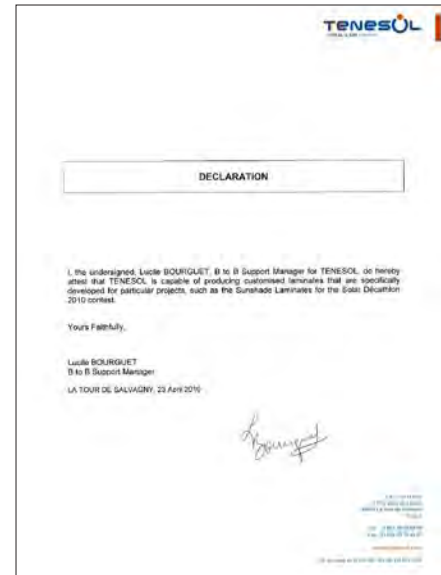 TENESOL
DECLARATION
I, the undersigned, Lucile BOURGUET, B to B Support Manager for TENESOL, do hereby
attest that TENESOL is capable of producing customised laminates that are specifically
developed for particular projects, such as the Sunshade Laminates for the Solar Décathlon
2010 contest.
Yours Faithfully,
Lucile BOURGUET
B to B Support Manager
LA TOUR DE SALVAGNY, 23 April 2010
LBourguet